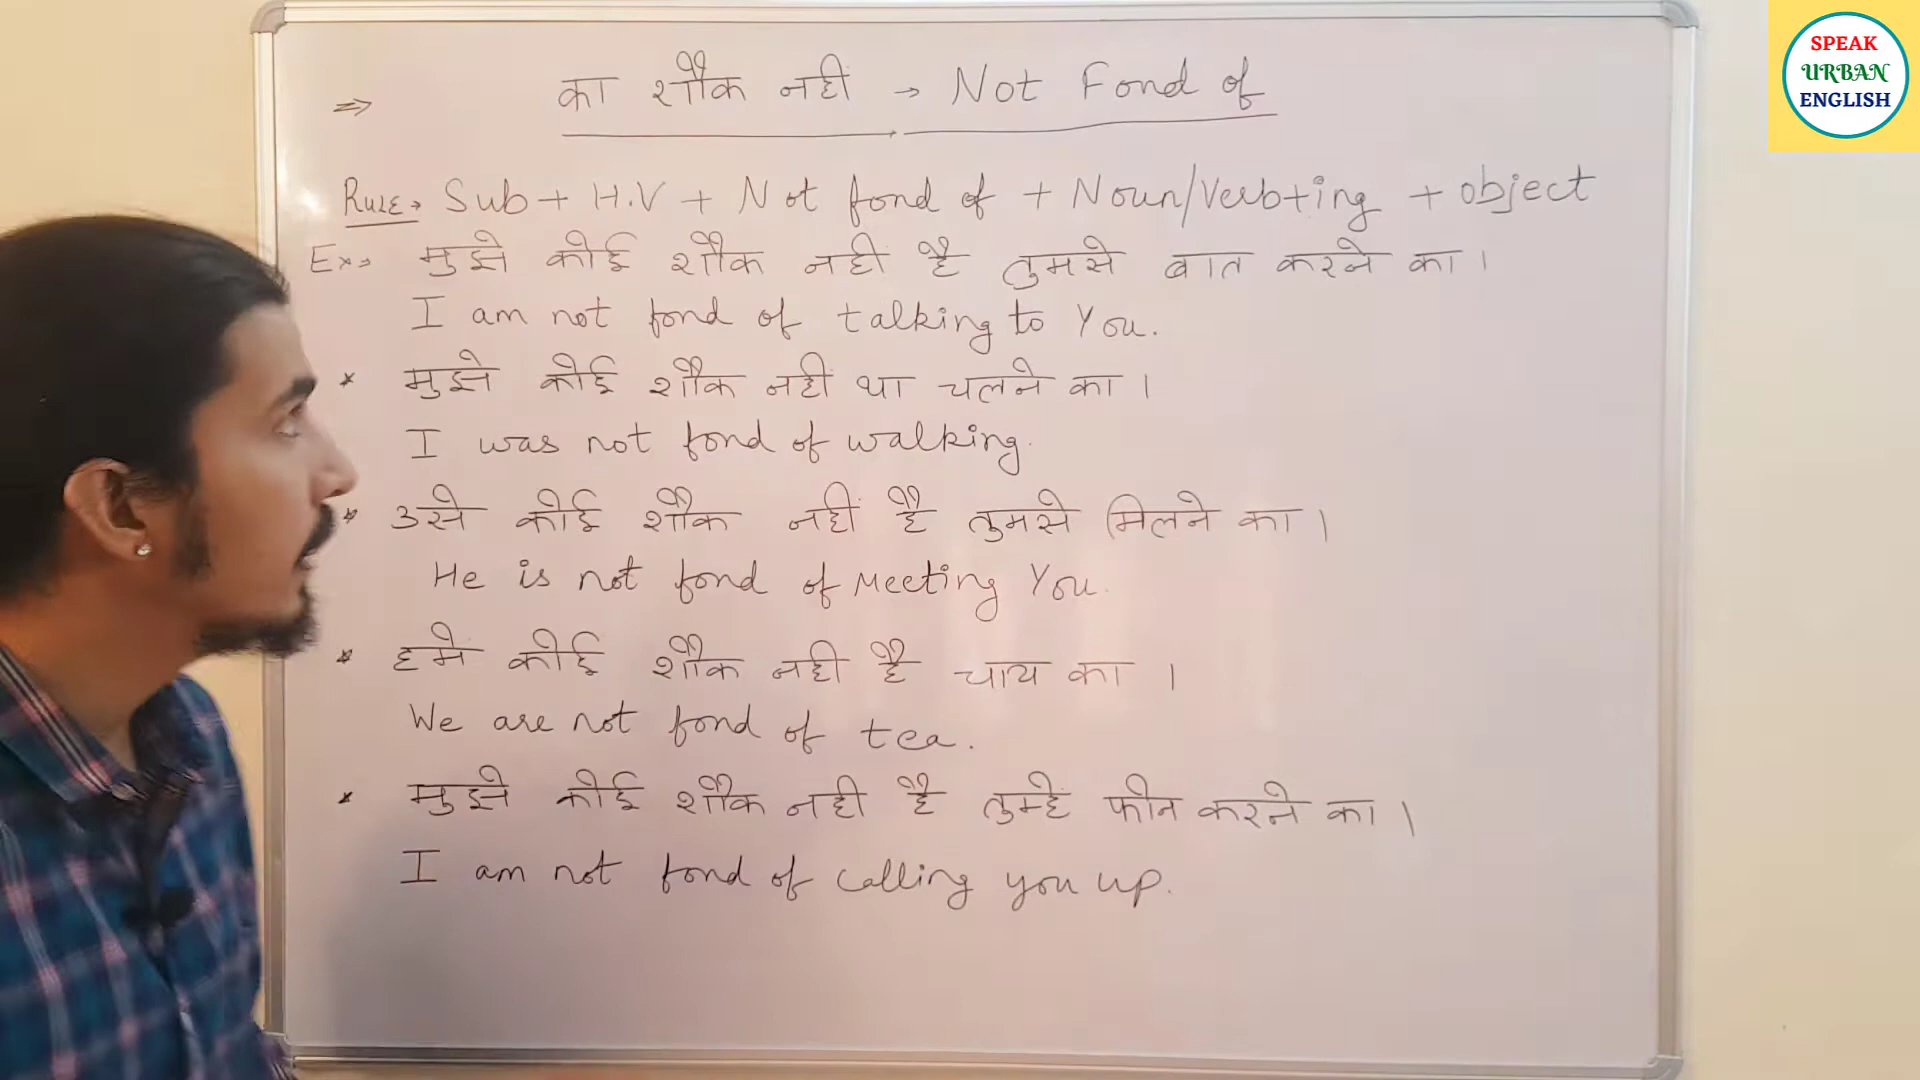 ⇒ का शौक नही → Not Fond of
Rule→ Sub + H.V + Not fond of + Noun/Verb+ing + object
Ex→ मुझे कोई शौक नही है तुमसे बात करने का।
I am not fond of talking to You.
* मुझे कोई शौक नही था चलने का।
I was not fond of walking.
* उसे कोई शौक नही है तुमसे मिलने का।
He is not fond of Meeting You.
* हमे कोई शौक नही है चाय का।
We are not fond of tea.
* मुझे कोई शौक नही है तुम्हे फोन करने का।
I am not fond of calling you up.
SPEAK
URBAN
ENGLISH